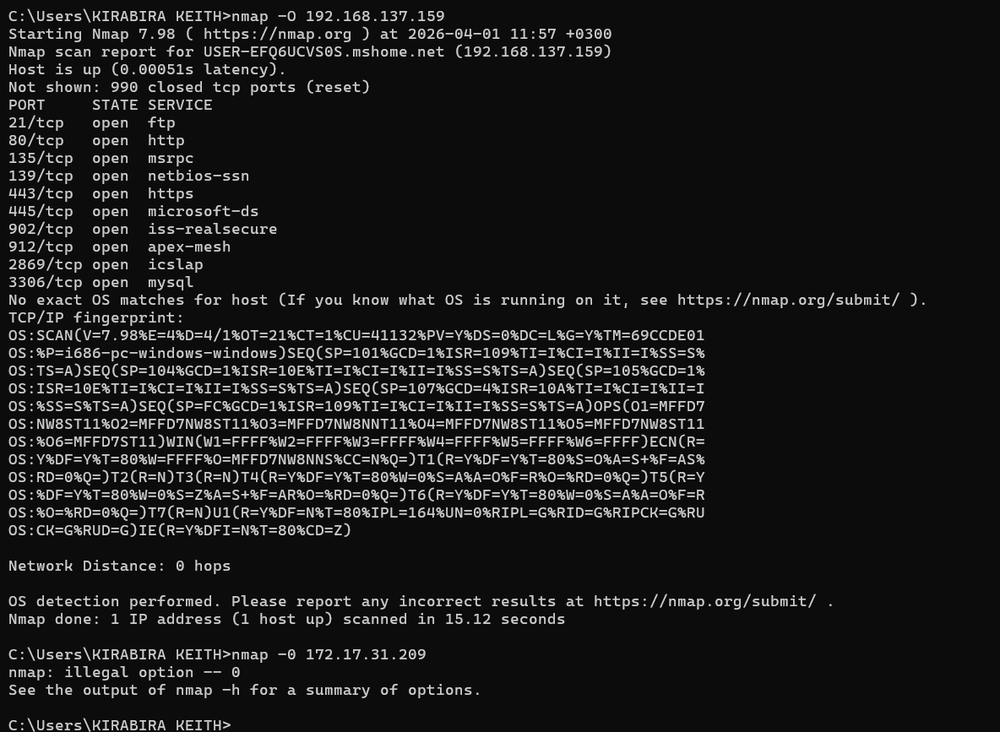 C:\Users\KIRABIRA KEITH>nmap -O 192.168.137.159
Starting Nmap 7.98 ( https://nmap.org ) at 2026-04-01 11:57 +0300
Nmap scan report for USER-EFQ6UCVS0S.mshome.net (192.168.137.159)
Host is up (0.00051s latency).
Not shown: 990 closed tcp ports (reset)
PORT     STATE SERVICE
21/tcp   open  ftp
80/tcp   open  http
135/tcp  open  msrpc
139/tcp  open  netbios-ssn
443/tcp  open  https
445/tcp  open  microsoft-ds
902/tcp  open  iss-realsecure
912/tcp  open  apex-mesh
2869/tcp open  icslap
3306/tcp open  mysql
No exact OS matches for host (If you know what OS is running on it, see https://nmap.org/submit/ ).
TCP/IP fingerprint:
OS:SCAN(V=7.98%E=4%D=4/1%OT=21%CT=1%CU=41132%PV=Y%DS=0%DC=L%G=Y%TM=69CCDE01
OS:%P=i686-pc-windows-windows)SEQ(SP=101%GCD=1%ISR=109%TI=I%CI=I%II=I%SS=S%
OS:TS=A)SEQ(SP=104%GCD=1%ISR=10E%TI=I%CI=I%II=I%SS=S%TS=A)SEQ(SP=105%GCD=1%
OS:ISR=10E%TI=I%CI=I%II=I%SS=S%TS=A)SEQ(SP=107%GCD=4%ISR=10A%TI=I%CI=I%II=I
OS:%SS=S%TS=A)SEQ(SP=FC%GCD=1%ISR=109%TI=I%CI=I%II=I%SS=S%TS=A)OPS(O1=MFFD7
OS:NW8ST11%O2=MFFD7NW8ST11%O3=MFFD7NW8NNT11%O4=MFFD7NW8ST11%O5=MFFD7NW8ST11
OS:%O6=MFFD7ST11)WIN(W1=FFFF%W2=FFFF%W3=FFFF%W4=FFFF%W5=FFFF%W6=FFFF)ECN(R=
OS:Y%DF=Y%T=80%W=FFFF%O=MFFD7NW8NNS%CC=N%Q=)T1(R=Y%DF=Y%T=80%S=O%A=S+%F=AS%
OS:RD=0%Q=)T2(R=N)T3(R=N)T4(R=Y%DF=Y%T=80%W=0%S=A%A=O%F=R%O=%RD=0%Q=)T5(R=Y
OS:%DF=Y%T=80%W=0%S=Z%A=S+%F=AR%O=%RD=0%Q=)T6(R=Y%DF=Y%T=80%W=0%S=A%A=O%F=R
OS:%O=%RD=0%Q=)T7(R=N)U1(R=Y%DF=N%T=80%IPL=164%UN=0%RIPL=G%RID=G%RIPCK=G%RU
OS:CK=G%RUD=G)IE(R=Y%DFI=N%T=80%CD=Z)
Network Distance: 0 hops
OS detection performed. Please report any incorrect results at https://nmap.org/submit/ .
Nmap done: 1 IP address (1 host up) scanned in 15.12 seconds
C:\Users\KIRABIRA KEITH>nmap -0 172.17.31.209
nmap: illegal option -- 0
See the output of nmap -h for a summary of options.
C:\Users\KIRABIRA KEITH>